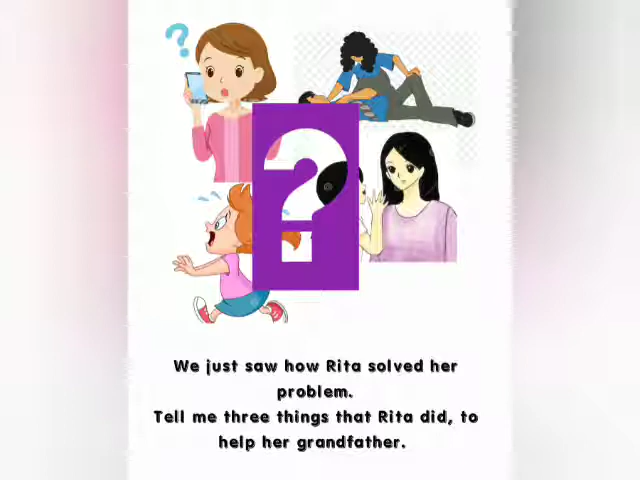 We just saw how Rita solved her
problem.
Tell me three things that Rita did, to
help her grandfather.